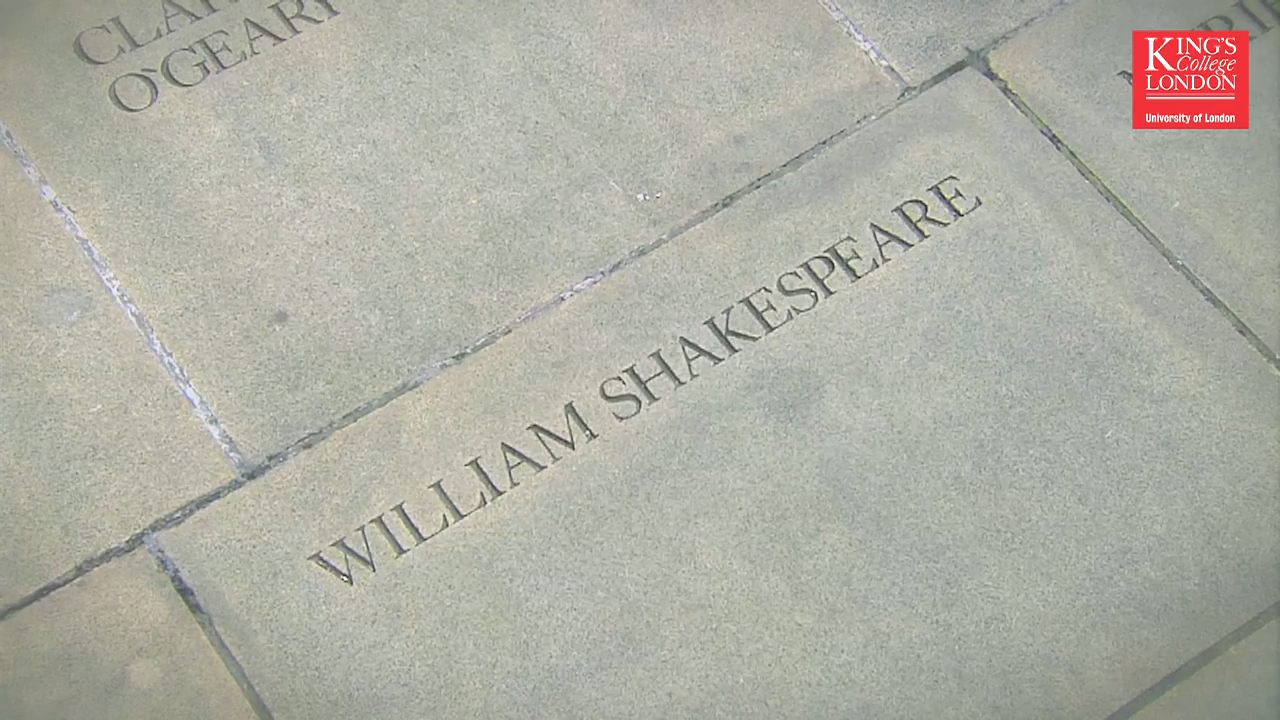 O'GEARY
WILLIAM SHAKESPEARE
KING'S
College
LONDON
University of London